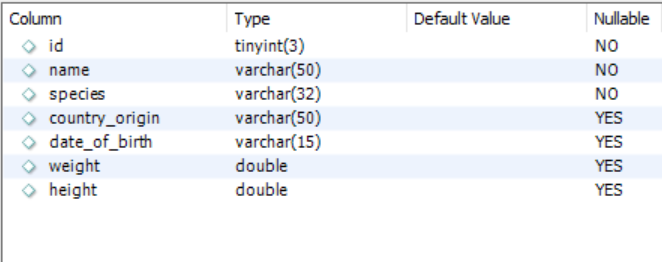 Column Type Default Value Nullable
id tinyint(3) NO
name varchar(50) NO
species varchar(32) NO
country_origin varchar(50) YES
date_of_birth varchar(15) YES
weight double YES
height double YES